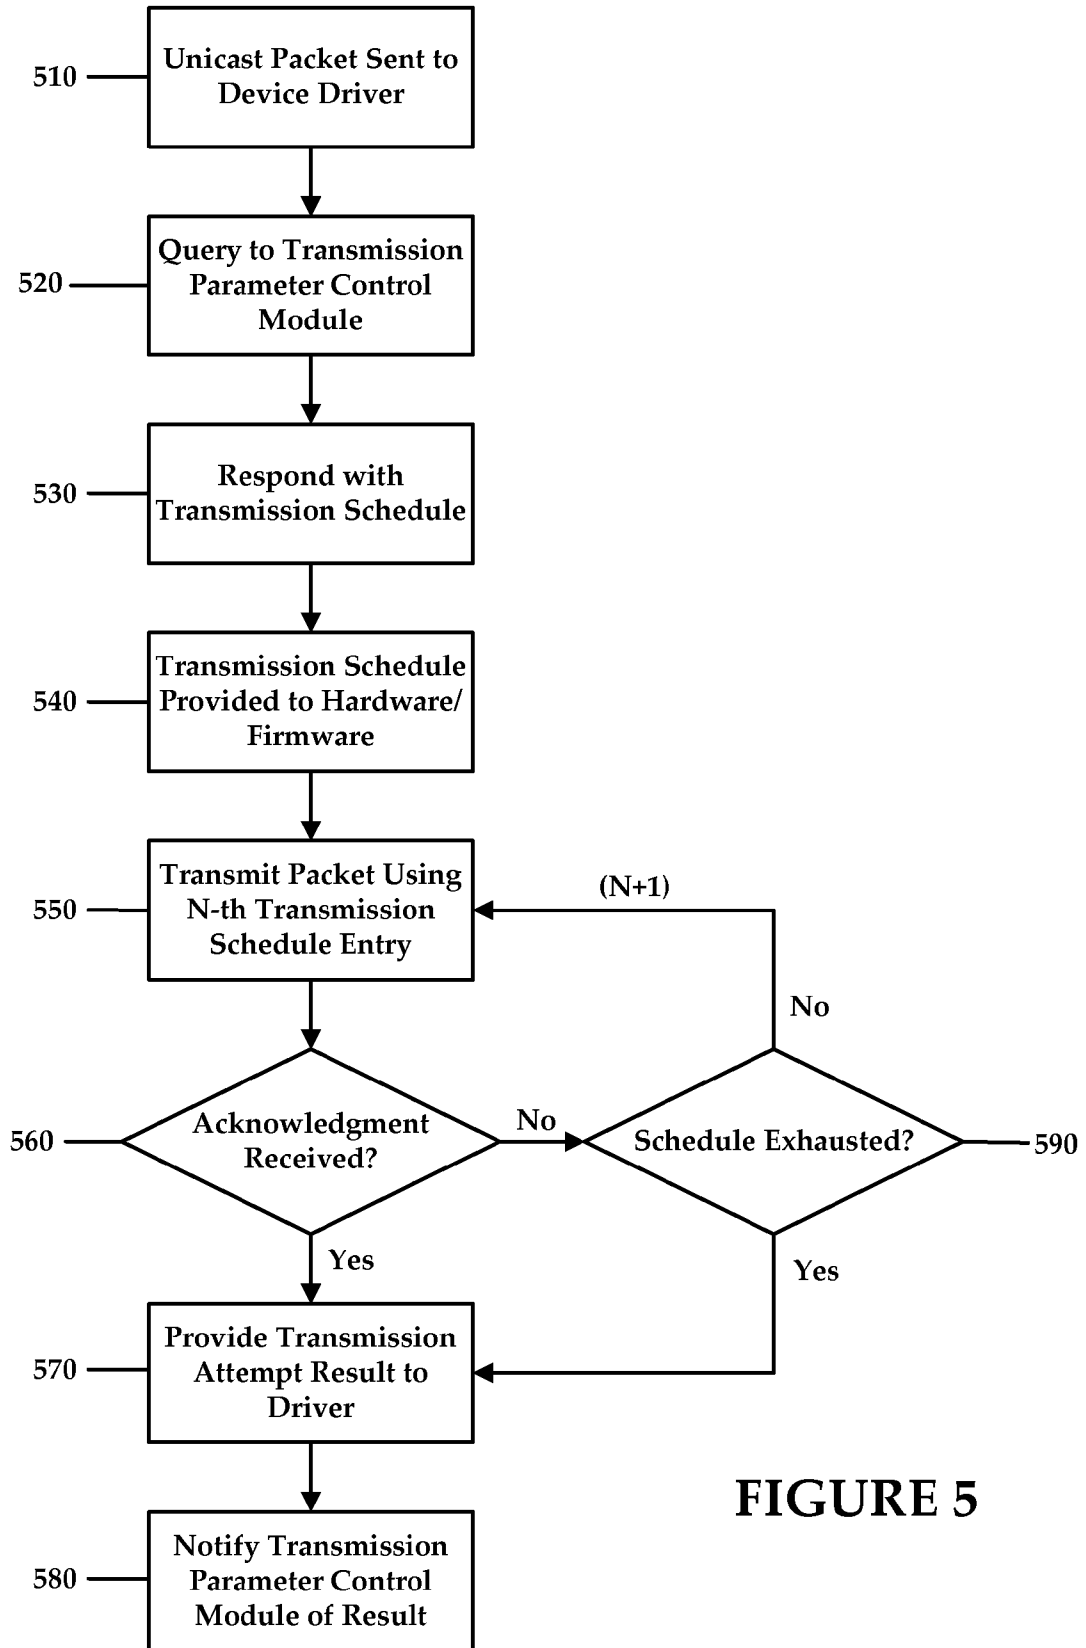 510
Unicast Packet Sent to
Device Driver
520
Query to Transmission
Parameter Control
Module
530
Respond with
Transmission Schedule
540
Transmission Schedule
Provided to Hardware/
Firmware
550
Transmit Packet Using
N-th Transmission
Schedule Entry
(N+1)
No
560
Acknowledgment
Received?
No
Schedule Exhausted?
590
Yes
Yes
570
Provide Transmission
Attempt Result to
Driver
580
Notify Transmission
Parameter Control
Module of Result
FIGURE 5